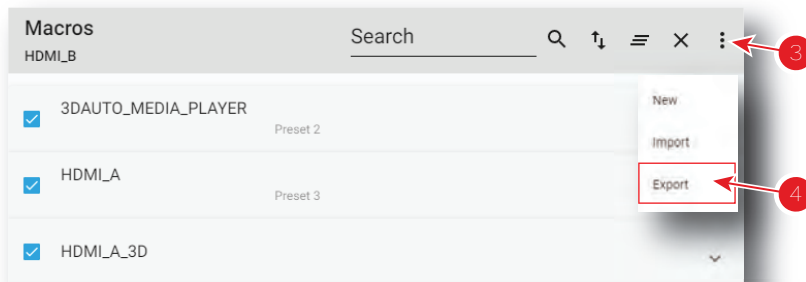 Macros
HDMI_B
Search
3
3DAUTO_MEDIA_PLAYER
Preset 2
New
Import
HDMI_A
Preset 3
Export
4
HDMI_A_3D